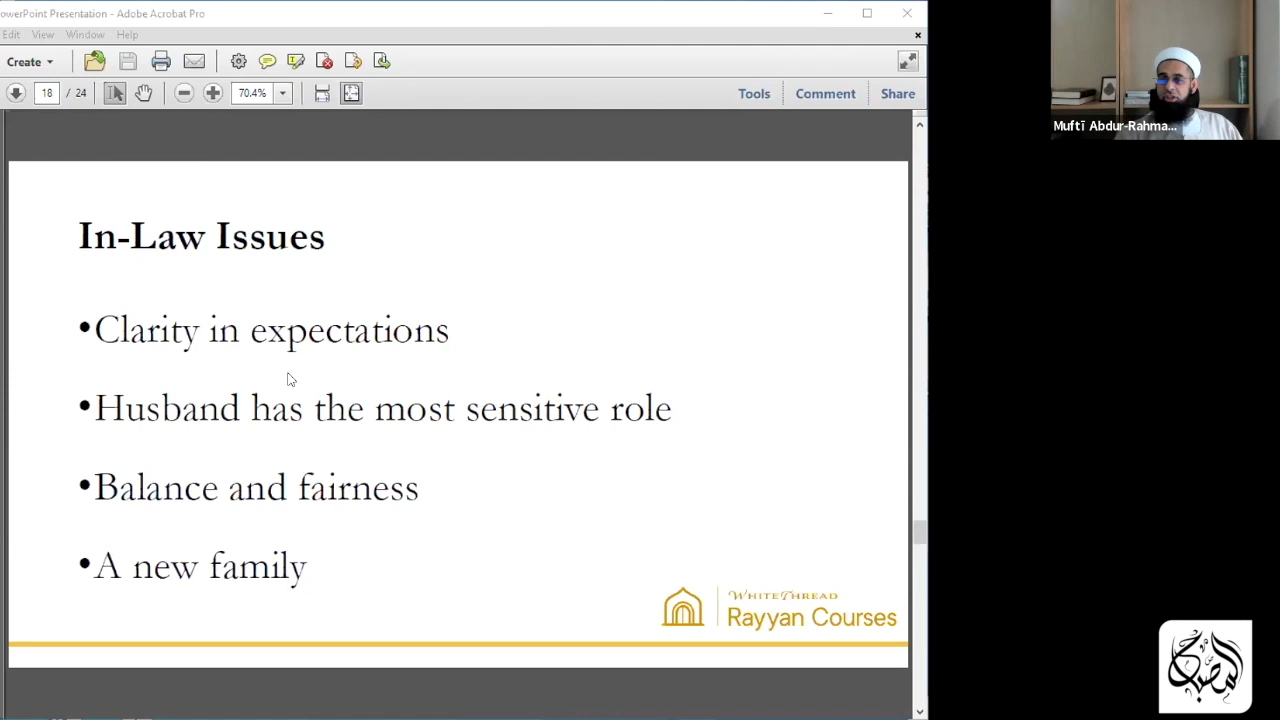 owerPoint Presentation - Adobe Acrobat Pro
Edit View Window Help
Create
18 / 24 70.4% Tools Comment Share
Muftī Abdur-Rahma...
In-Law Issues
•Clarity in expectations
•Husband has the most sensitive role
•Balance and fairness
•A new family
WHITETHREAD
Rayyan Courses
المصباح